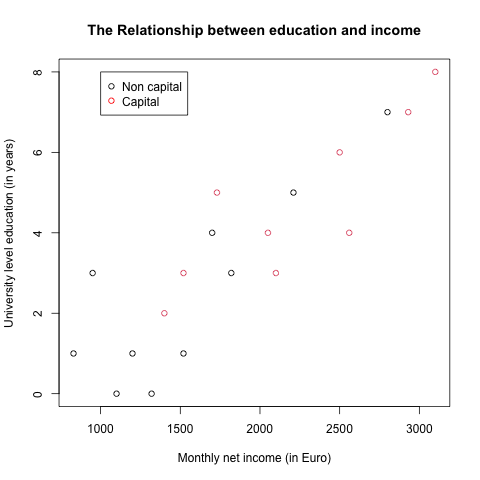 The Relationship between education and income
Non capital
Capital
University level education (in years)
8
6
4
2
0
1000 1500 2000 2500 3000
Monthly net income (in Euro)